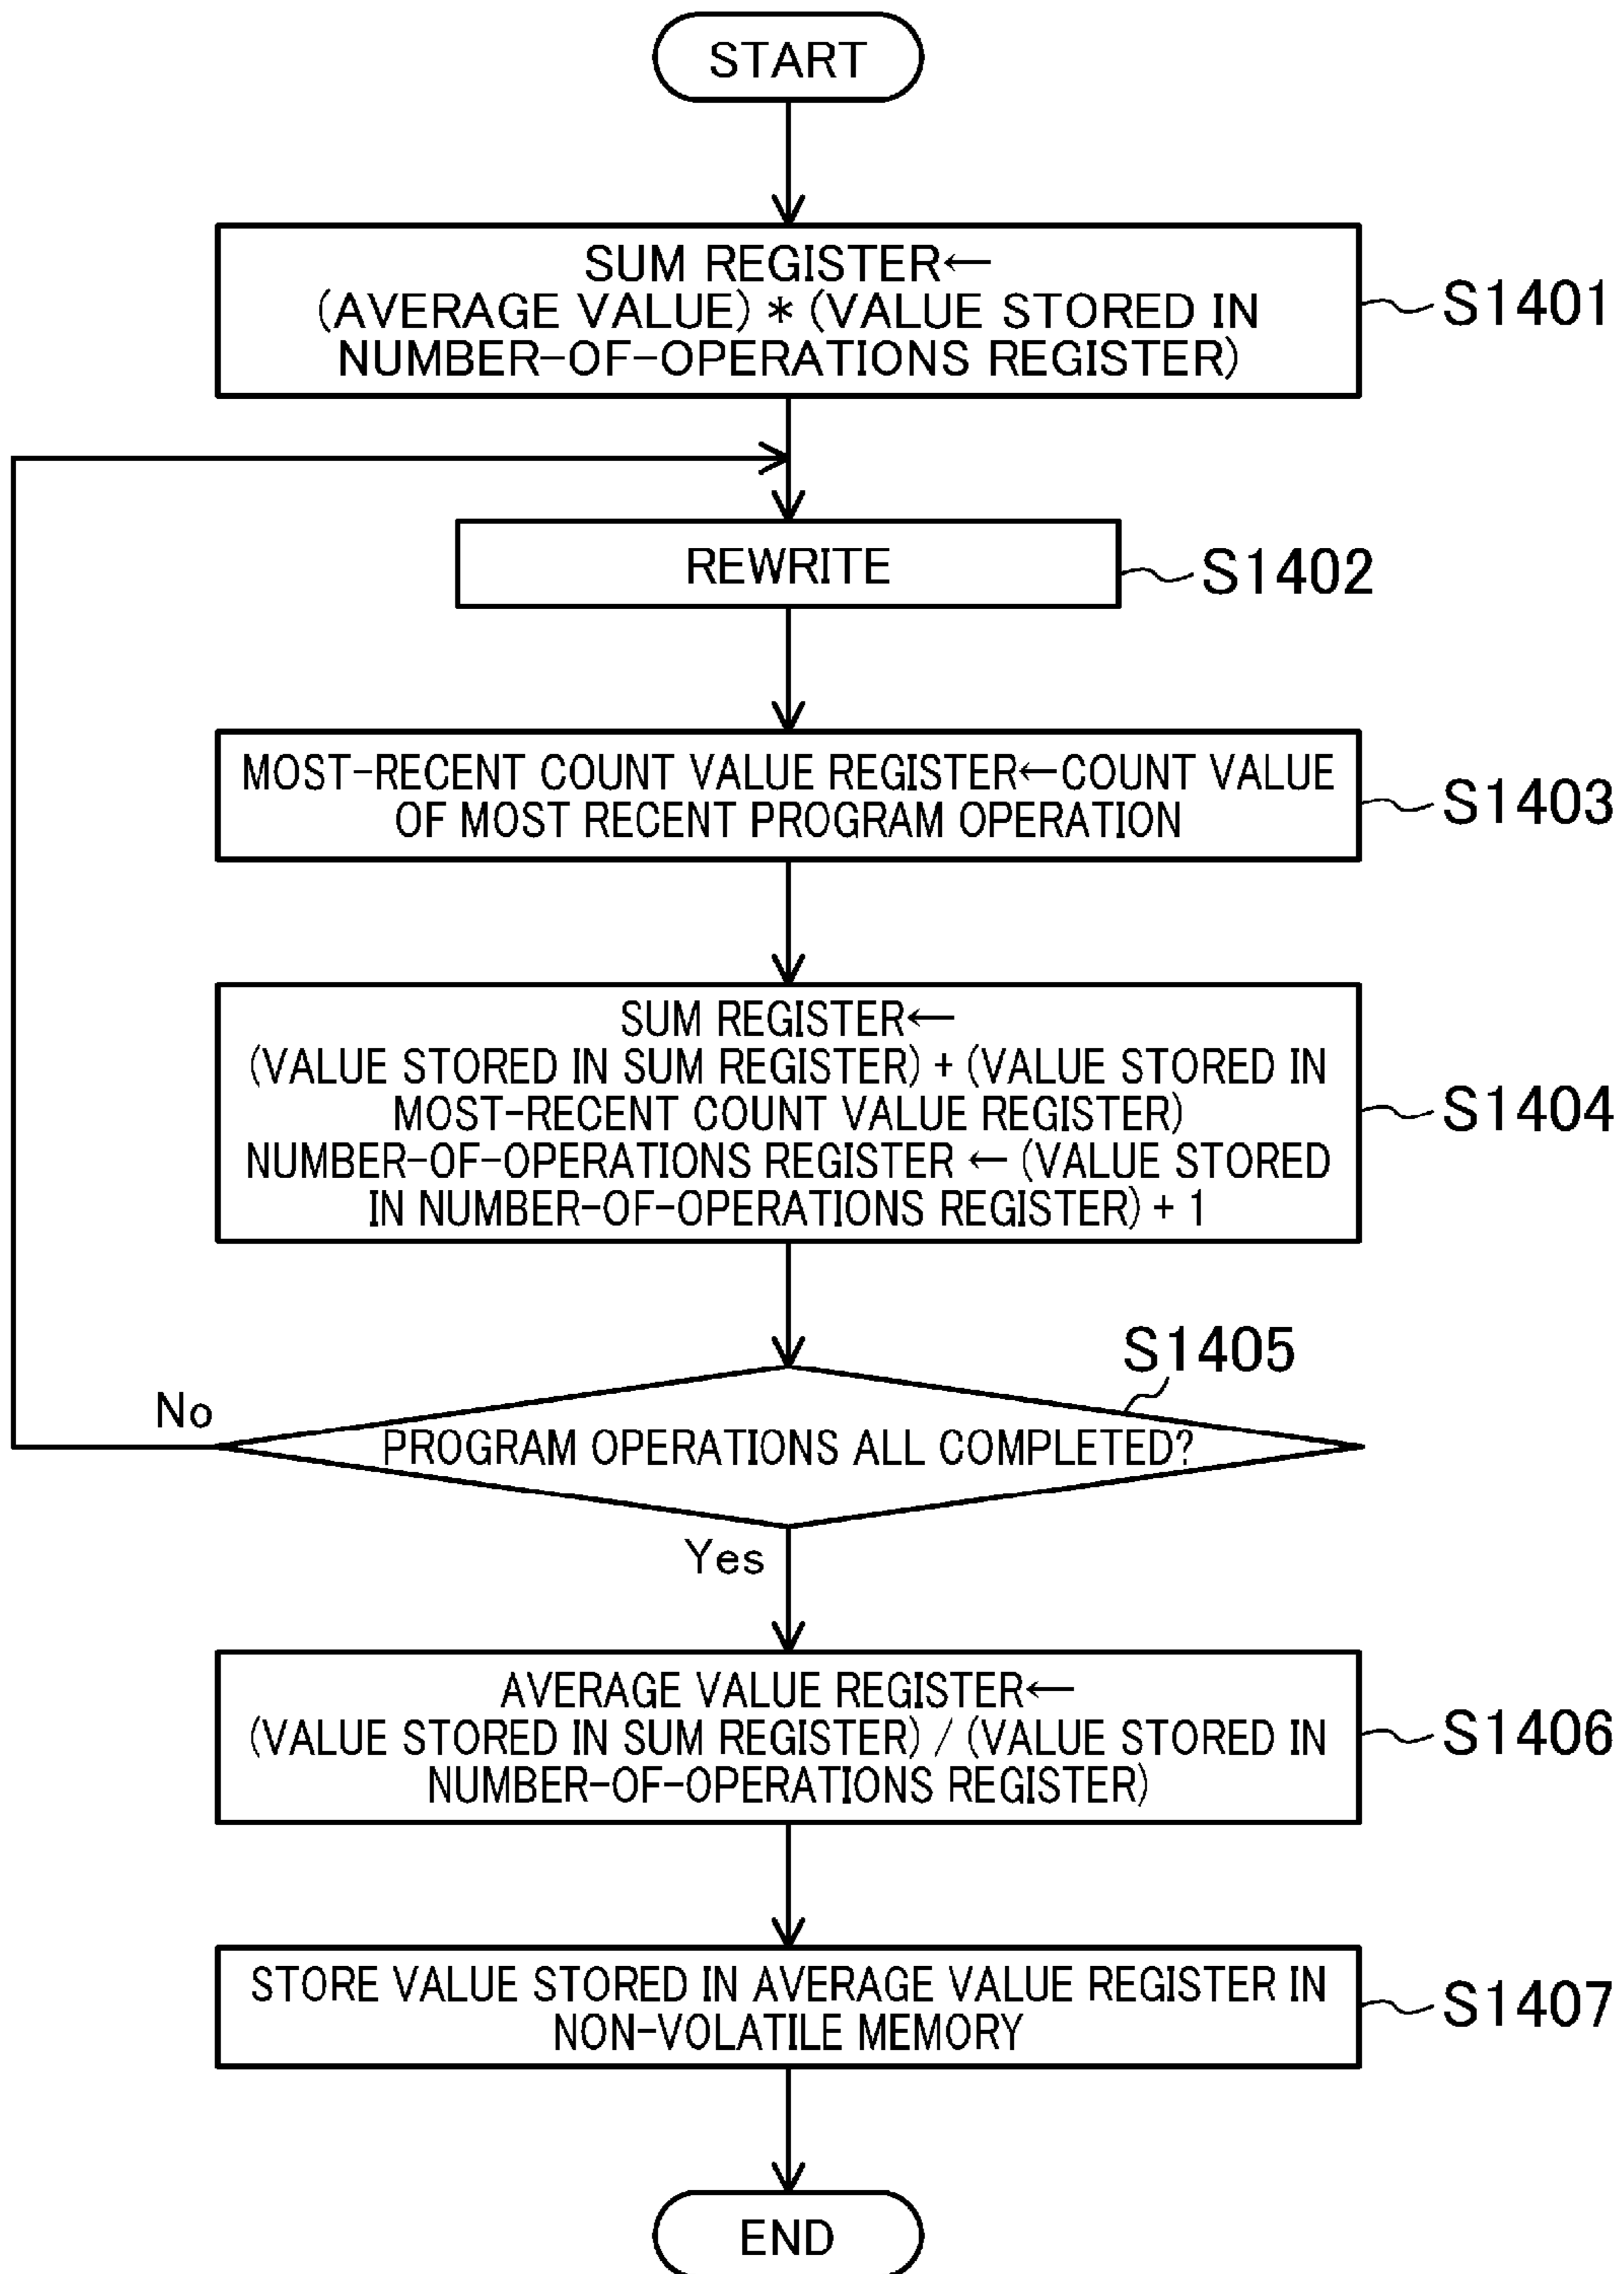 START
SUM REGISTER←
(AVERAGE VALUE) * (VALUE STORED IN
NUMBER-OF-OPERATIONS REGISTER)
S1401
REWRITE
S1402
MOST-RECENT COUNT VALUE REGISTER←COUNT VALUE
OF MOST RECENT PROGRAM OPERATION
S1403
SUM REGISTER←
(VALUE STORED IN SUM REGISTER) + (VALUE STORED IN
MOST-RECENT COUNT VALUE REGISTER)
NUMBER-OF-OPERATIONS REGISTER ← (VALUE STORED
IN NUMBER-OF-OPERATIONS REGISTER) + 1
S1404
S1405
No
PROGRAM OPERATIONS ALL COMPLETED?
Yes
AVERAGE VALUE REGISTER←
(VALUE STORED IN SUM REGISTER) / (VALUE STORED IN
NUMBER-OF-OPERATIONS REGISTER)
S1406
STORE VALUE STORED IN AVERAGE VALUE REGISTER IN
NON-VOLATILE MEMORY
S1407
END